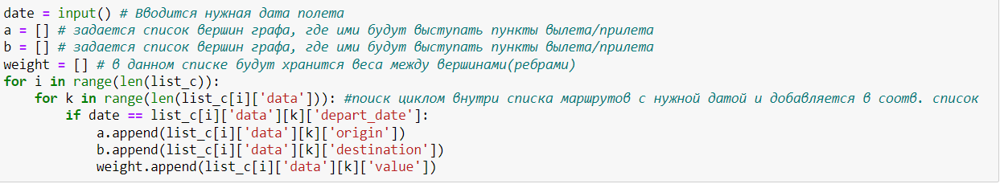 date = input() # Вводится нужная дата полета
a = [] # задается список вершин графа, где ими будут выступать пункты вылета/прилета
b = [] # задается список вершин графа, где ими будут выступать пункты вылета/прилета
weight = [] # в данном списке будут хранится веса между вершинами(ребрами)
for i in range(len(list_c)):
    for k in range(len(list_c[i]['data'])): #поиск циклом внутри списка маршрутов с нужной датой и добавляется в соотв. список
        if date == list_c[i]['data'][k]['depart_date']:
            a.append(list_c[i]['data'][k]['origin'])
            b.append(list_c[i]['data'][k]['destination'])
            weight.append(list_c[i]['data'][k]['value'])